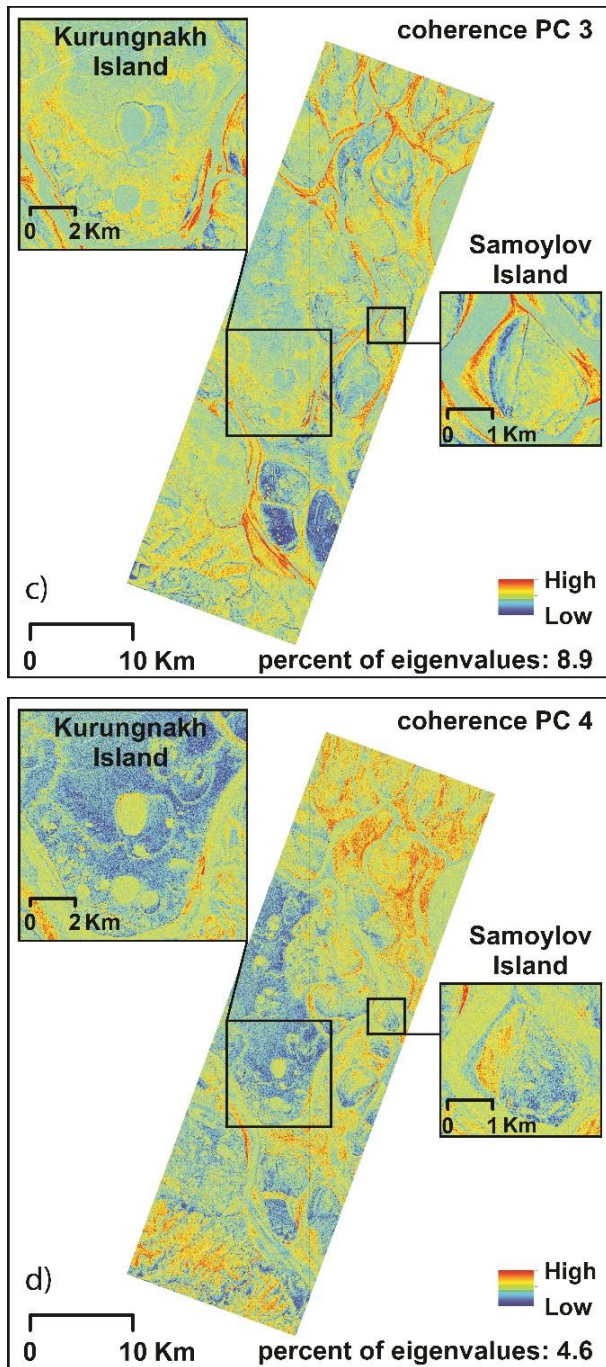 Kurungnakh
Island
coherence PC 3
0 2 Km
Samoylov
Island
0 1 Km
c)
High
Low
0 10 Km
percent of eigenvalues: 8.9
Kurungnakh
Island
coherence PC 4
0 2 Km
Samoylov
Island
0 1 Km
d)
High
Low
0 10 Km
percent of eigenvalues: 4.6